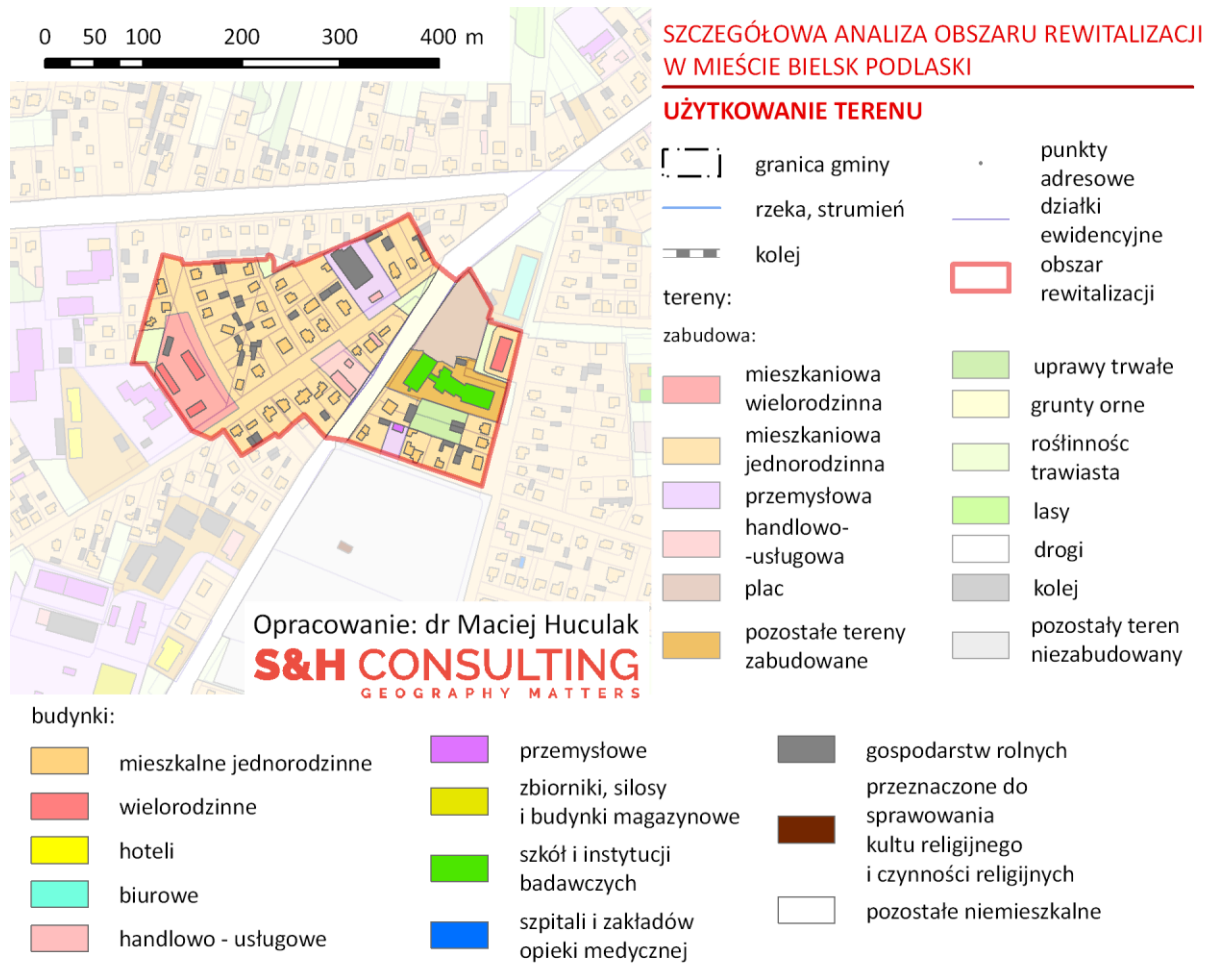 0 50 100 200 300 400 m
SZCZEGÓŁOWA ANALIZA OBSZARU REWITALIZACJI
W MIEŚCIE BIELSK PODLASKI
UŻYTKOWANIE TERENU
granica gminy
rzeka, strumień
kolej
punkty
adresowe
działki
ewidencyjne
obszar
rewitalizacji
tereny:
zabudowa:
mieszkaniowa
wielorodzinna
mieszkaniowa
jednorodzinna
przemysłowa
handlowo-
-usługowa
plac
pozostałe tereny
zabudowane
uprawy trwałe
grunty orne
rośłinnośc
trawiasta
lasy
drogi
kolej
pozostały teren
niezabudowany
Opracowanie: dr Maciej Huculak
S&H CONSULTING
GEOGRAPHY MATTERS
budynki:
mieszkalne jednorodzinne
wielorodzinne
hoteli
biurowe
handlowo - usługowe
przemysłowe
zbiorniki, silosy
i budynki magazynowe
szkół i instytucji
badawczych
szpitali i zakładów
opieki medycznej
gospodarstw rolnych
przeznaczone do
sprawowania
kultu religijnego
i czynności religijnych
pozostałe niemieszkalne